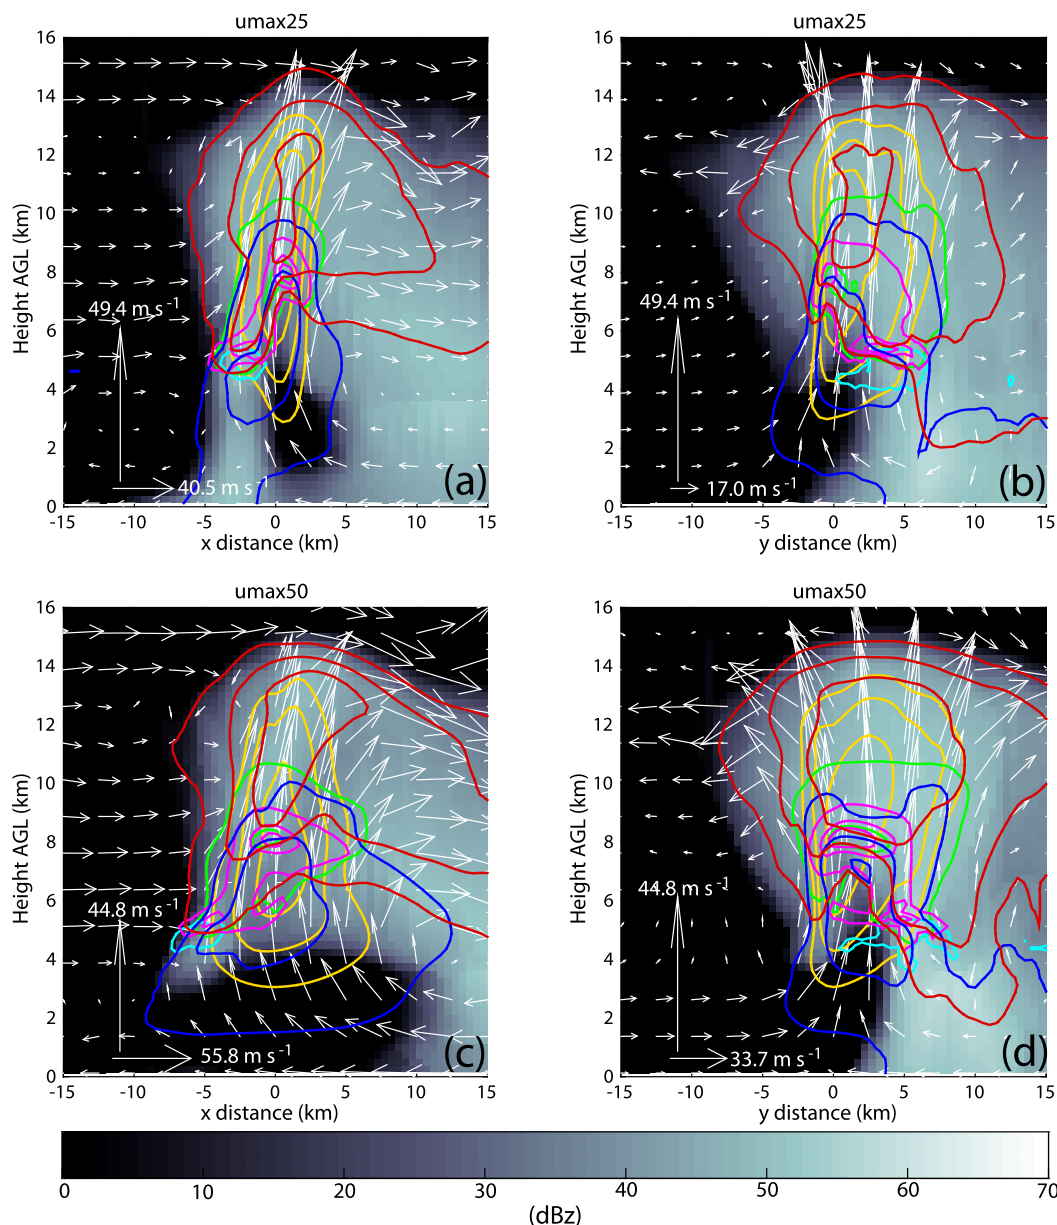 umax25
umax25
16
14
12
10
8
6
4
2
0
Height AGL (km)
49.4 m s⁻¹
40.5 m s⁻¹
(a)
-15 -10 -5 0 5 10 15
x distance (km)
16
14
12
10
8
6
4
2
0
Height AGL (km)
49.4 m s⁻¹
17.0 m s⁻¹
(b)
-15 -10 -5 0 5 10 15
y distance (km)
umax50
umax50
16
14
12
10
8
6
4
2
0
Height AGL (km)
44.8 m s⁻¹
55.8 m s⁻¹
(c)
-15 -10 -5 0 5 10 15
x distance (km)
16
14
12
10
8
6
4
2
0
Height AGL (km)
44.8 m s⁻¹
33.7 m s⁻¹
(d)
-15 -10 -5 0 5 10 15
y distance (km)
0 10 20 30 40 50 60 70
(dBz)